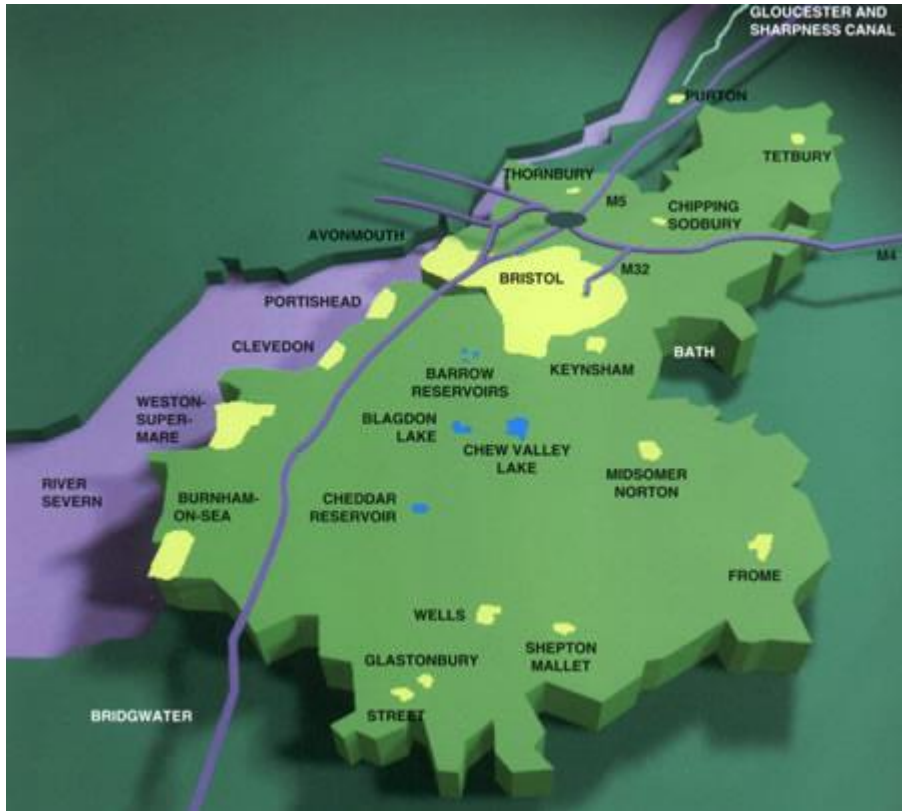 GLOUCESTER AND
SHARPNESS CANAL
PURTON
TETBURY
THORNBURY
M5
CHIPPING
SODBURY
AVONMOUTH
M4
M32
BRISTOL
PORTISHEAD
CLEVEDON
BATH
KEYNSHAM
BARROW
RESERVOIRS
WESTON-
SUPER-
MARE
BLAGDON
LAKE
CHEW VALLEY
LAKE
MIDSOMER
NORTON
RIVER
SEVERN
BURNHAM-
ON-SEA
CHEDDAR
RESERVOIR
FROME
WELLS
SHEPTON
MALLET
GLASTONBURY
STREET
BRIDGWATER